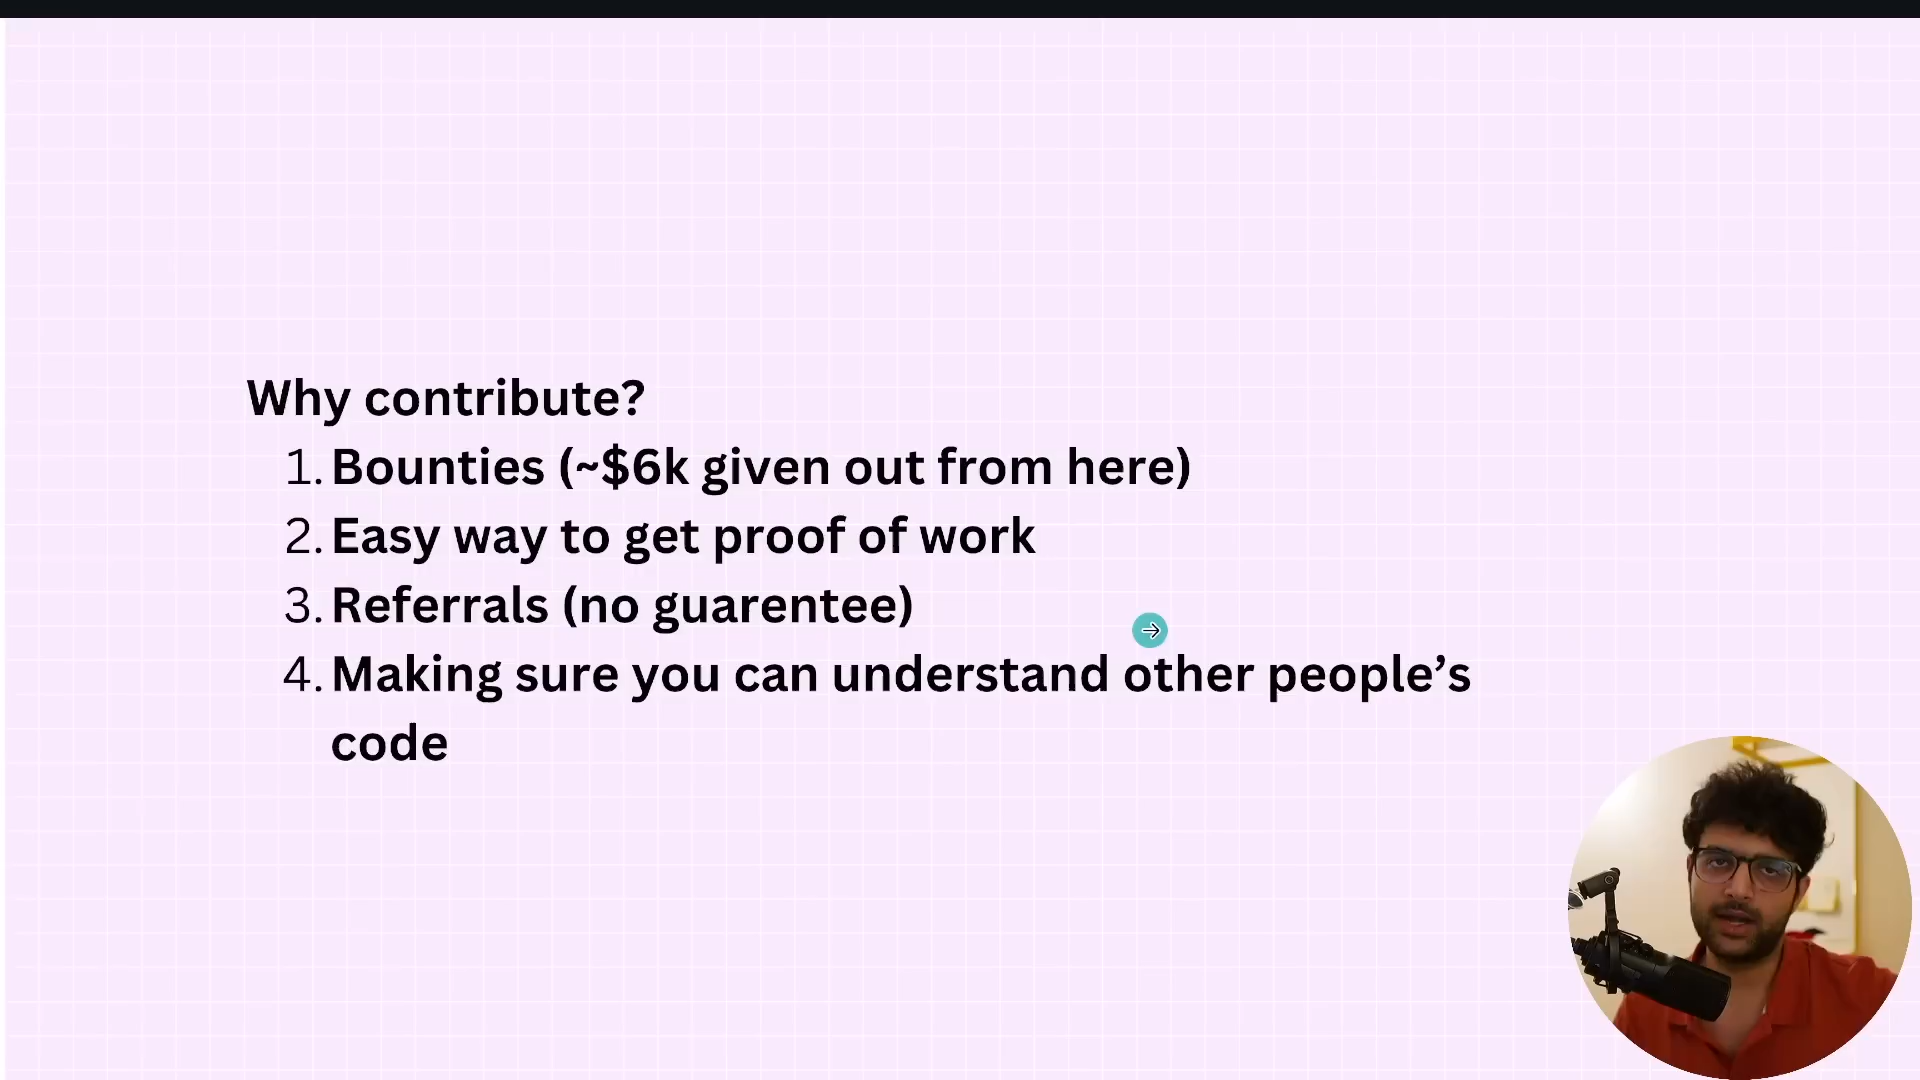 Why contribute?
1. Bounties (~$6k given out from here)
2. Easy way to get proof of work
3. Referrals (no guarentee)
4. Making sure you can understand other people’s
code